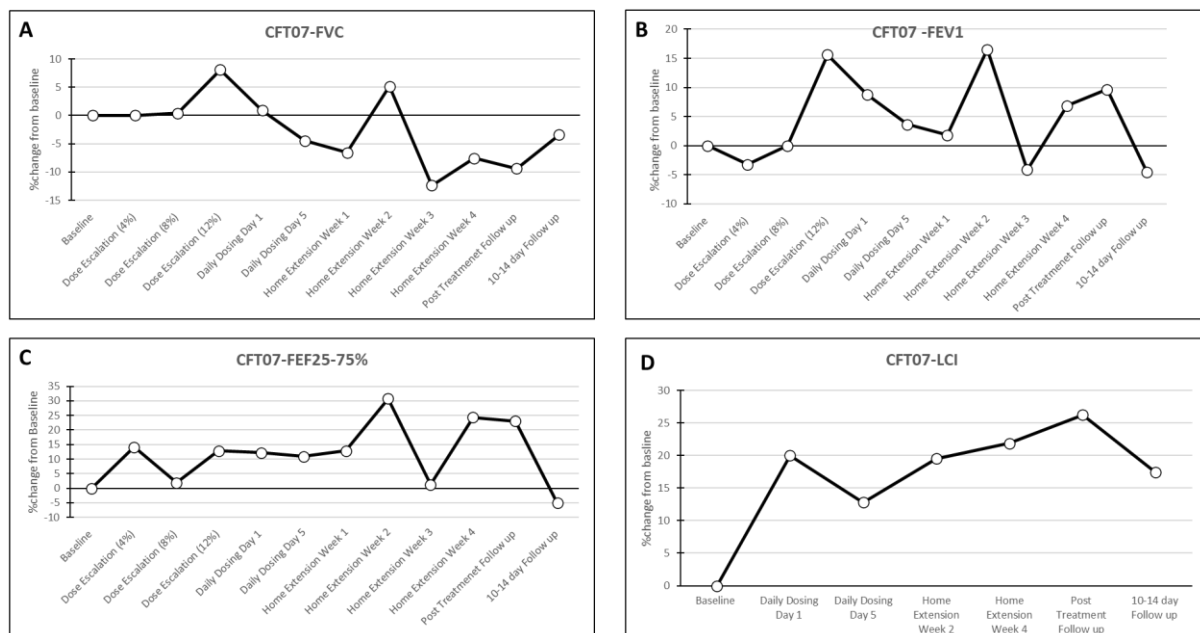 A
CFT07-FVC
%change from baseline
10
5
0
-5
-10
-15
Baseline
Dose Escalation (4%)
Dose Escalation (8%)
Dose Escalation (12%)
Daily Dosing Day 1
Daily Dosing Day 5
Home Extension Week 1
Home Extension Week 2
Home Extension Week 3
Home Extension Week 4
Post Treatmenet Follow up
10-14 day Follow up
B
CFT07 -FEV1
%change from baseline
20
15
10
5
0
-5
-10
Baseline
Dose Escalation (4%)
Dose Escalation (8%)
Dose Escalation (12%)
Daily Dosing Day 1
Daily Dosing Day 5
Home Extension Week 1
Home Extension Week 2
Home Extension Week 3
Home Extension Week 4
Post Treatmenet Follow up
10-14 day Follow up
C
CFT07-FEF25-75%
%change from Baseline
35
30
25
20
15
10
5
0
-5
-10
Baseline
Dose Escalation (4%)
Dose Escalation (8%)
Dose Escalation (12%)
Daily Dosing Day 1
Daily Dosing Day 5
Home Extension Week 1
Home Extension Week 2
Home Extension Week 3
Home Extension Week 4
Post Treatmenet Follow up
10-14 day Follow up
D
CFT07-LCI
%change from basline
30
25
20
15
10
5
0
Baseline
Daily Dosing
Day 1
Daily Dosing
Day 5
Home
Extension
Week 2
Home
Extension
Week 4
Post
Treatment
Follow up
10-14 day
Follow up